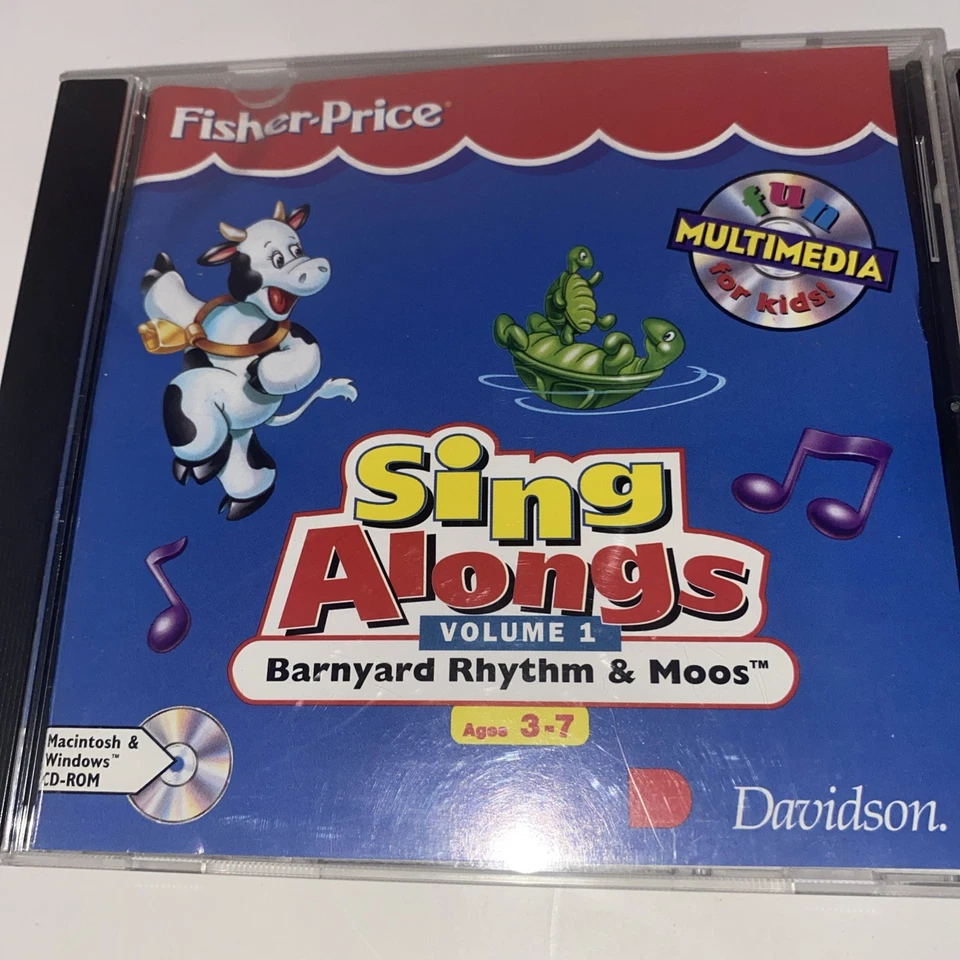 Fisher-Price®
fun
MULTIMEDIA
for kids!
Sing
Alongs
VOLUME 1
Barnyard Rhythm & Moos™
Ages 3-7
Macintosh &
Windows™
CD-ROM
Davidson.